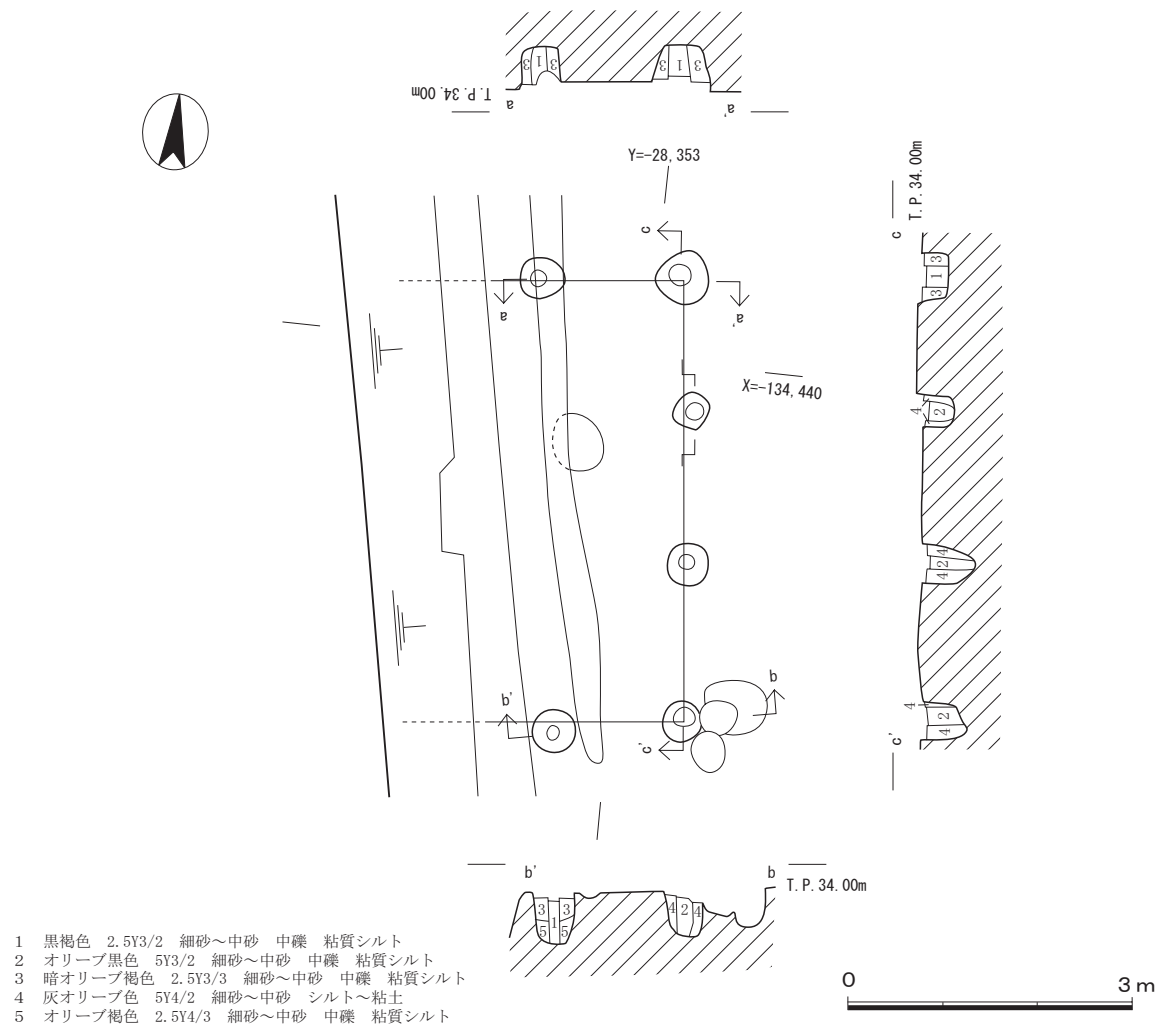 3 1 3
3 1 3
T.P.34.00m
a
a'
Y=-28,353
T.P.34.00m
c
c
a
a'
3
1
3
X=-134,440
4 2
4
2
4
b'
b
c'
4
2
4
c'
b'
b
T.P.34.00m
3 3
1
5 5
4 2 4
1 黒褐色 2.5Y3/2 細砂～中砂 中礫 粘質シルト
2 オリーブ黒色 5Y3/2 細砂～中砂 中礫 粘質シルト
3 暗オリーブ褐色 2.5Y3/3 細砂～中砂 中礫 粘質シルト
4 灰オリーブ色 5Y4/2 細砂～中砂 シルト～粘土
5 オリーブ褐色 2.5Y4/3 細砂～中砂 中礫 粘質シルト
0 3m